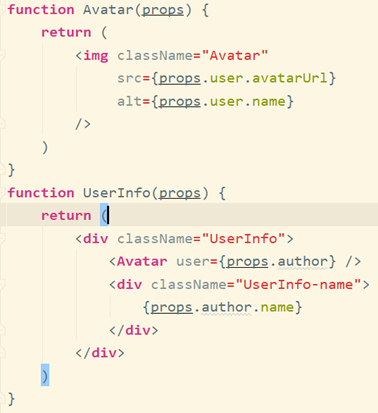 function Avatar(props) {
    return (
        <img className="Avatar"
             src={props.user.avatarUrl}
             alt={props.user.name}
        />
    )
}
function UserInfo(props) {
    return (
        <div className="UserInfo">
            <Avatar user={props.author} />
            <div className="UserInfo-name">
                {props.author.name}
            </div>
        </div>
    )
}